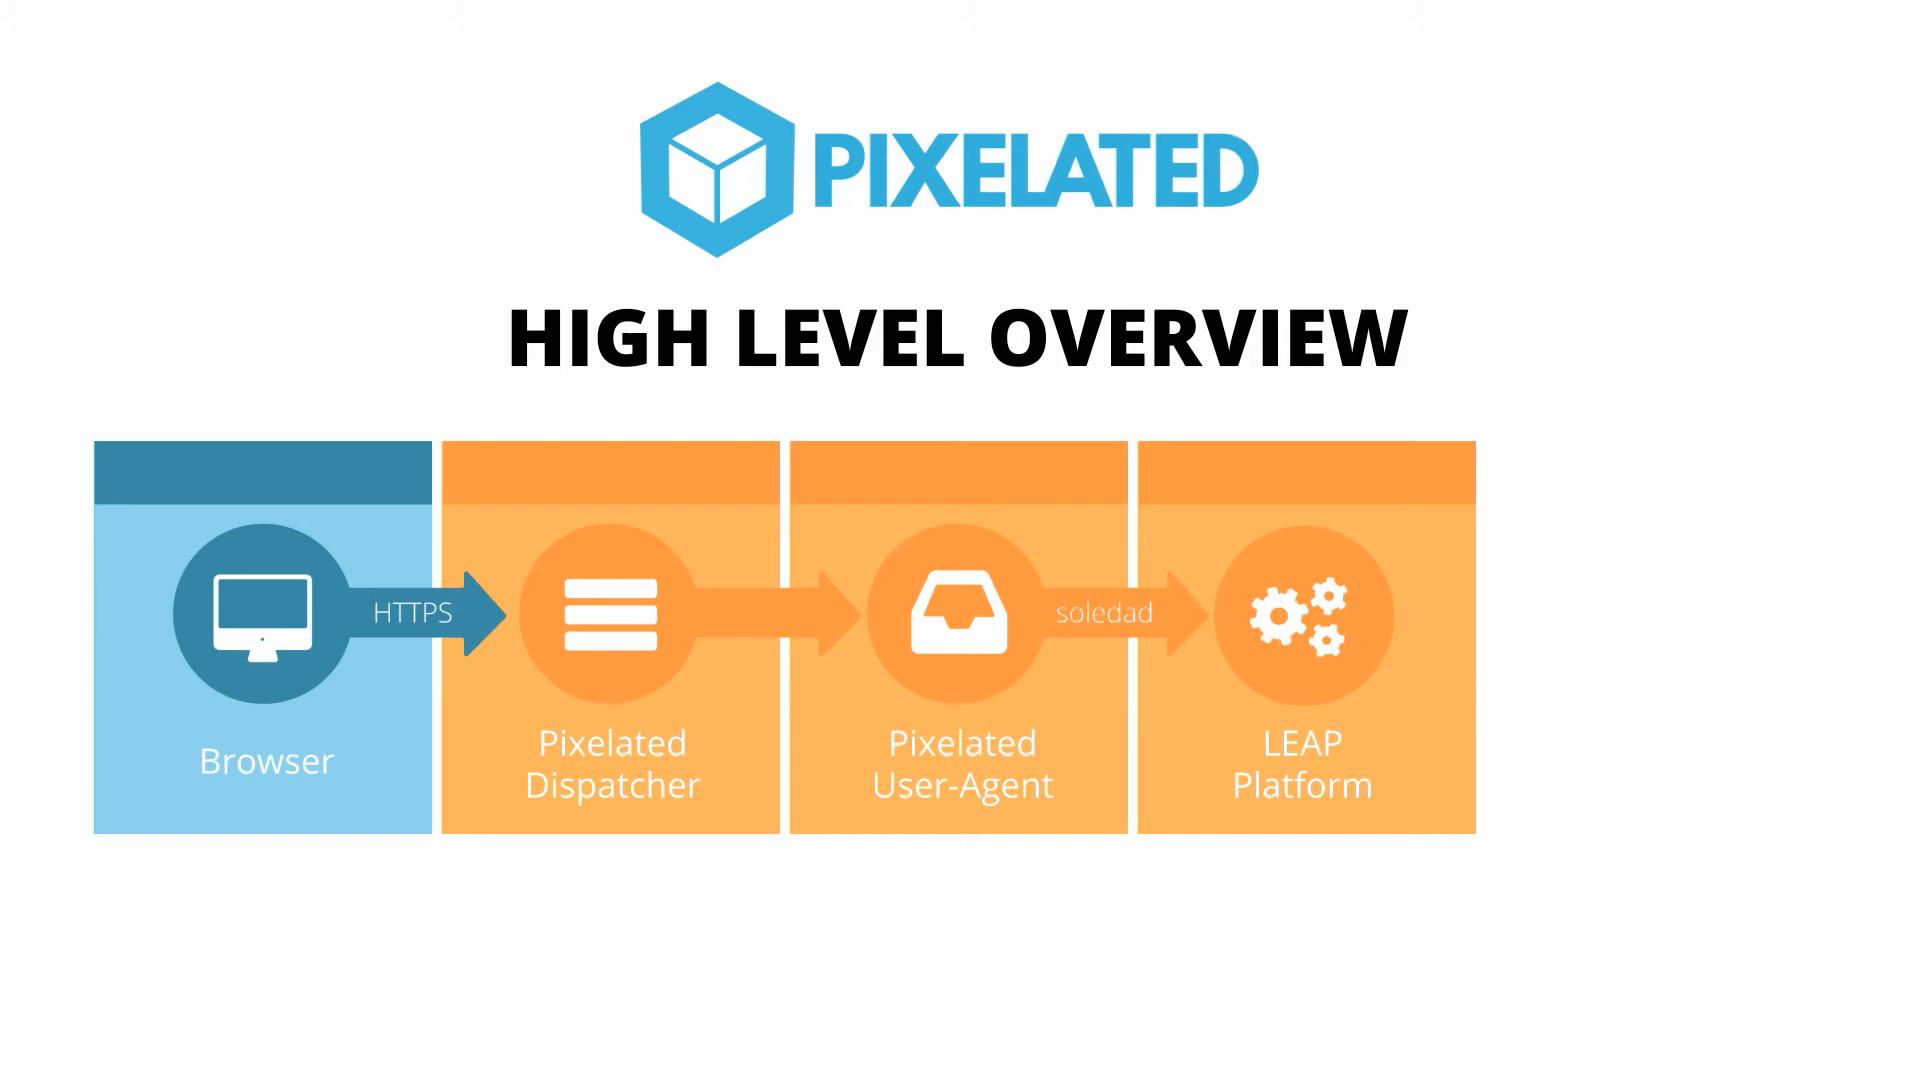 PIXELATED
HIGH LEVEL OVERVIEW
HTTPS
soledad
Browser
Pixelated
Dispatcher
Pixelated
User-Agent
LEAP
Platform